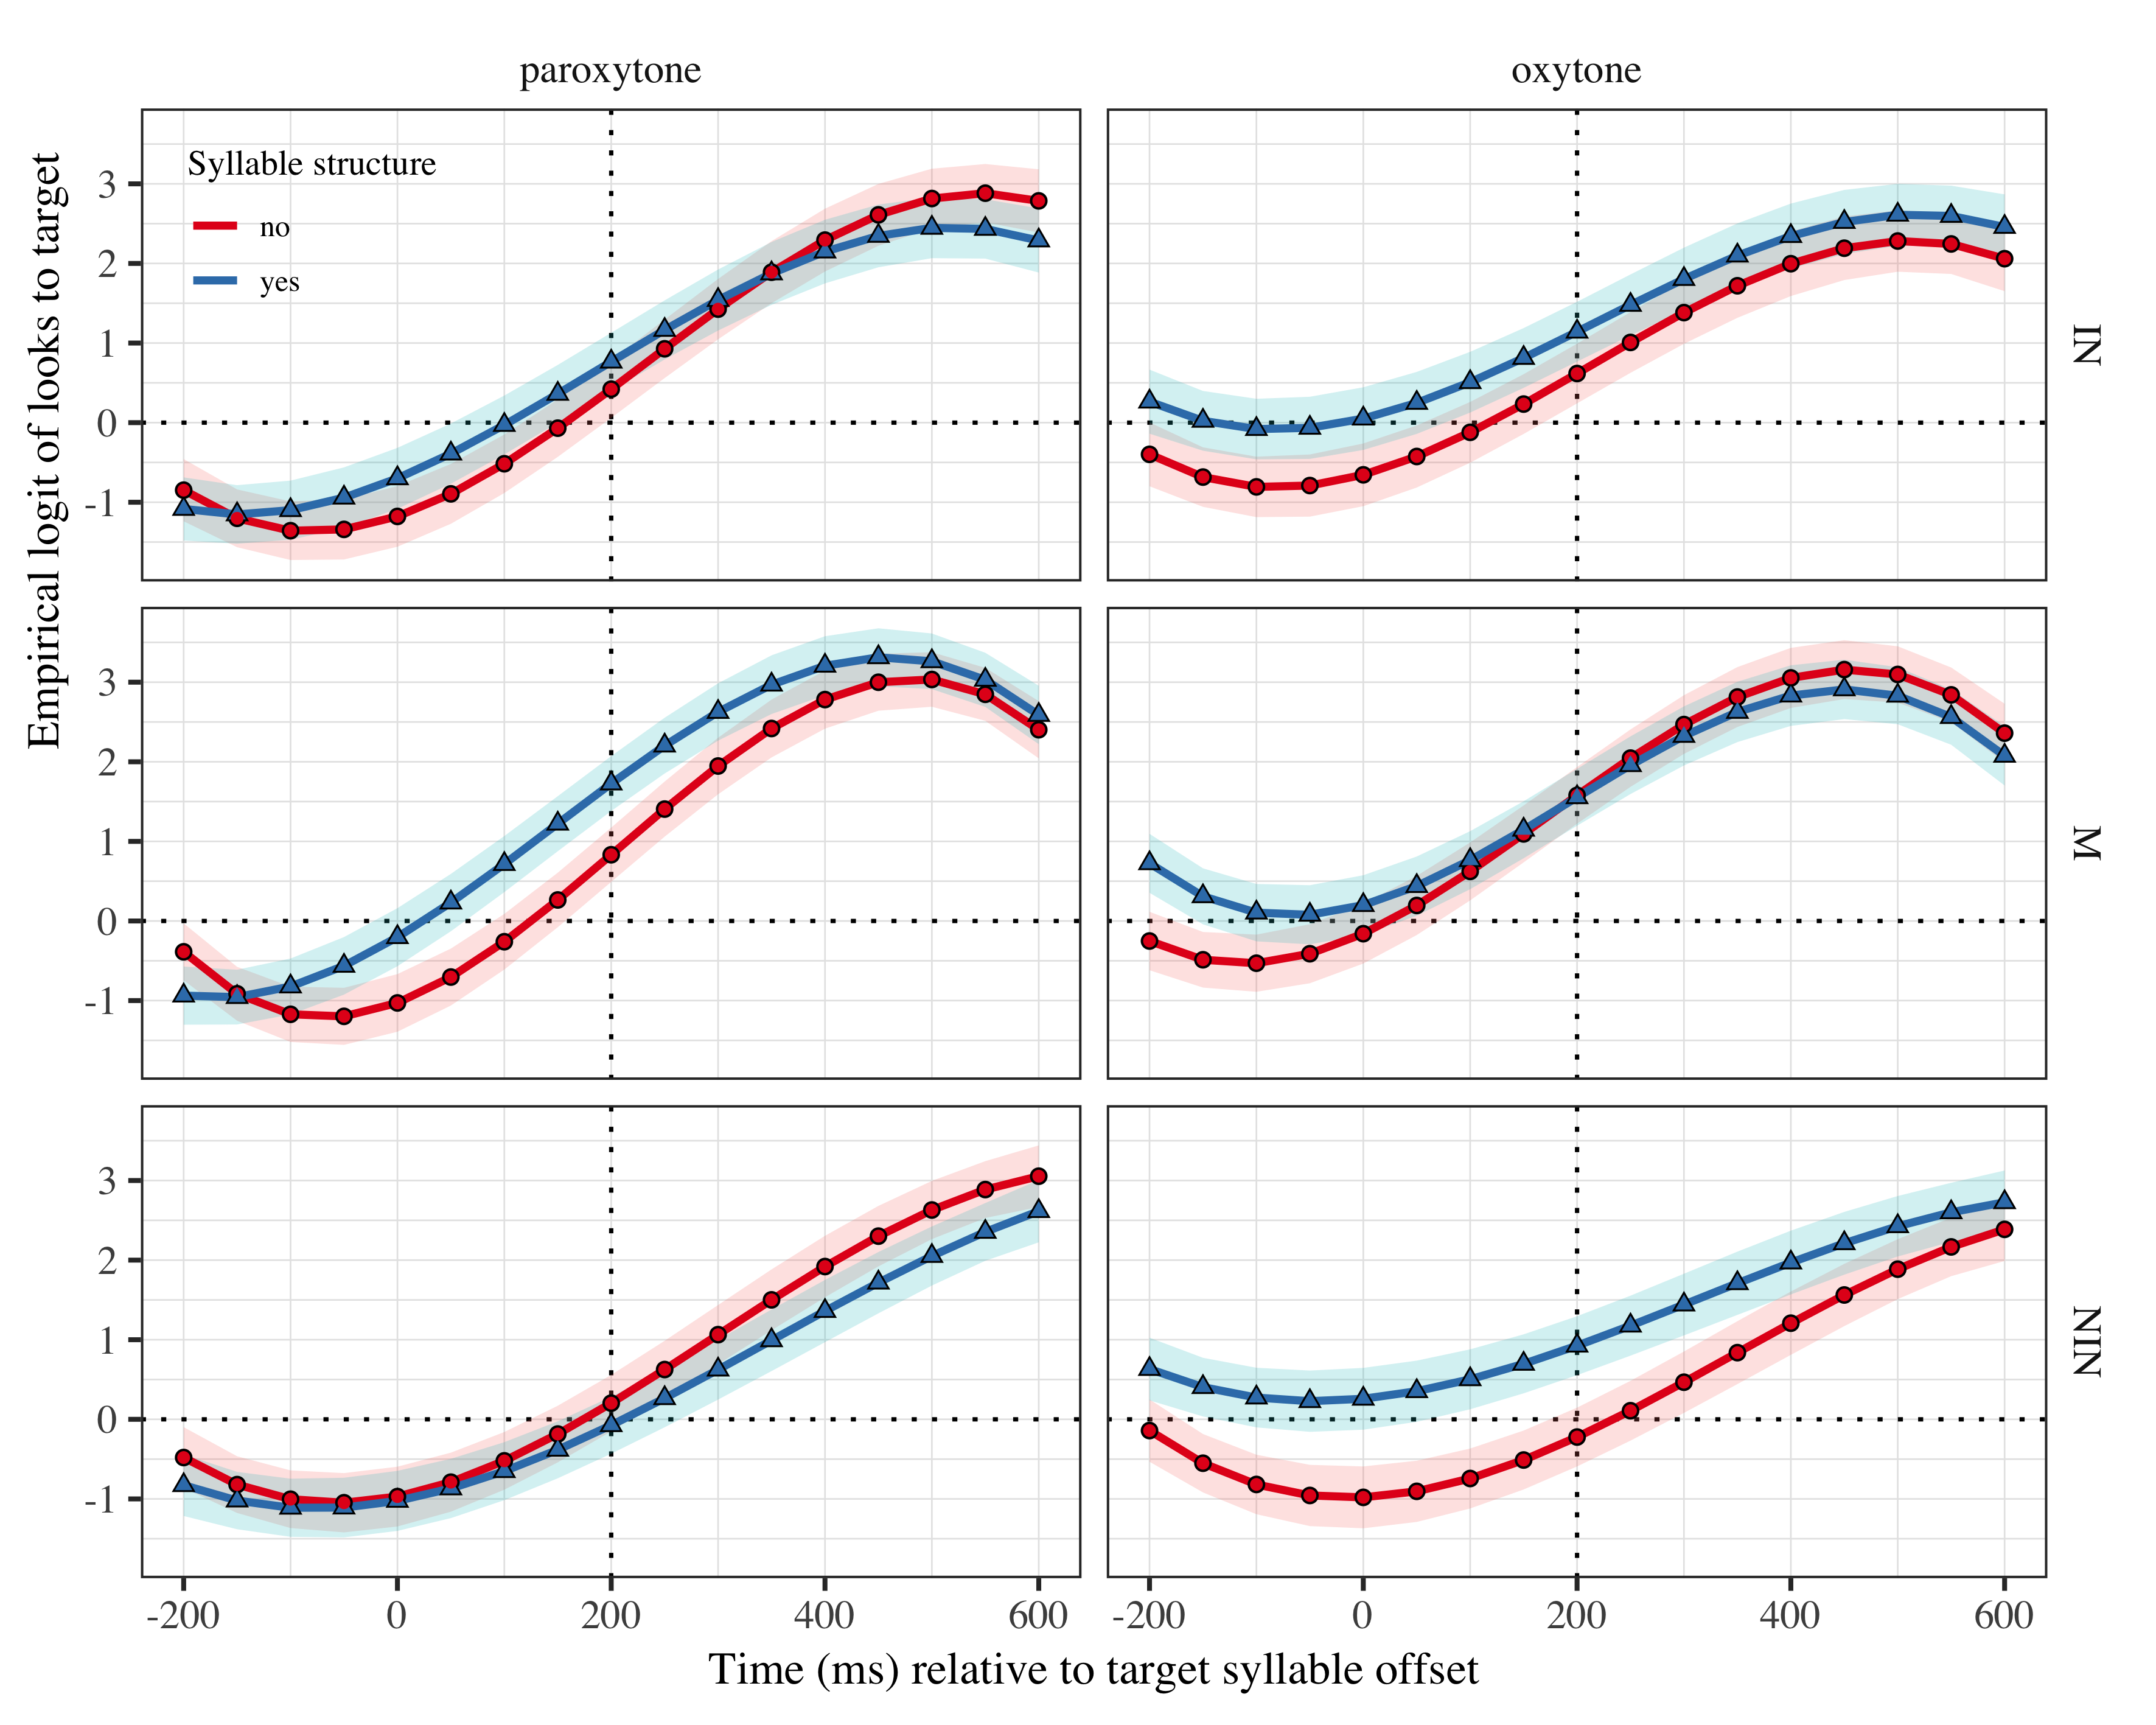 paroxytone
oxytone
Empirical logit of looks to target
Syllable structure
no
yes
3
2
1
0
-1
IN
3
2
1
0
-1
M
3
2
1
0
-1
NIN
-200 0 200 400 600
-200 0 200 400 600
Time (ms) relative to target syllable offset